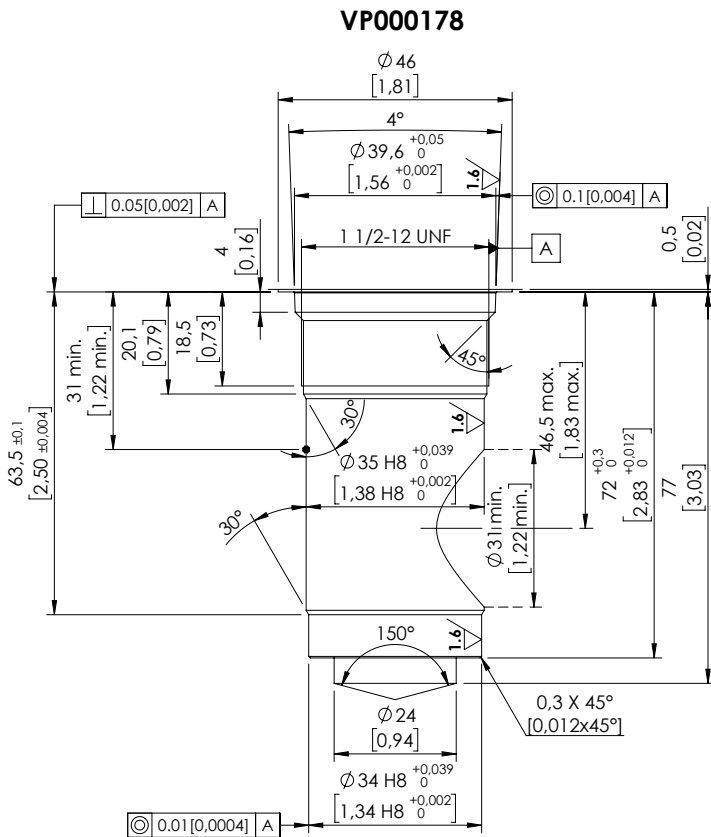 VP000178
∅ 46
[1,81]
4°
∅ 39,6 +0,05 0
[1,56 +0,002 0]
1.6
◎ 0.1[0,004] A
⊥ 0.05[0,002] A
4
[0,16]
1 1/2-12 UNF
A
0,5
[0,02]
31 min.
[1,22 min.]
20,1
[0,79]
18,5
[0,73]
45°
63,5 ±0,1
[2,50 ±0,004]
30°
1.6
46,5 max.
[1,83 max.]
72 +0,3 0
[2,83 +0,012 0]
77
[3,03]
∅ 35 H8 +0,039 0
[1,38 H8 +0,002 0]
30°
∅ 31 min.
[1,22 min.]
150°
1.6
0,3 X 45°
[0,012x45°]
∅ 24
[0,94]
∅ 34 H8 +0,039 0
[1,34 H8 +0,002 0]
◎ 0.01[0,0004] A